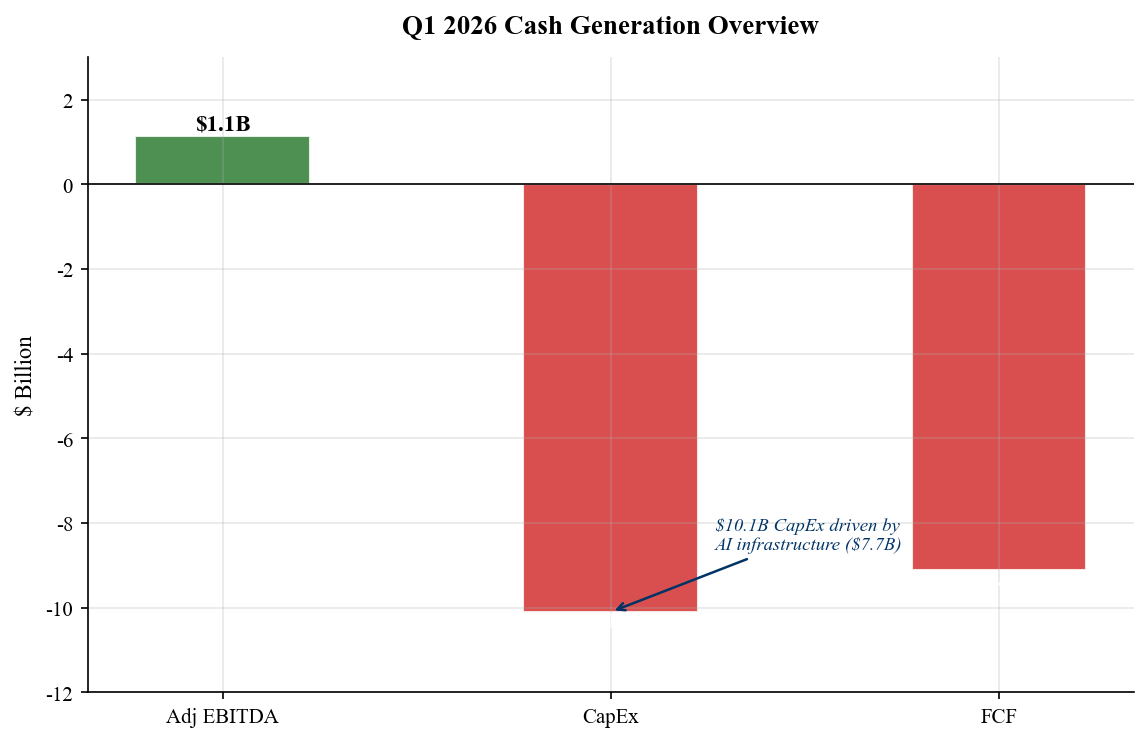 Q1 2026 Cash Generation Overview
$ Billion
2
0
-2
-4
-6
-8
-10
-12
$1.1B
$10.1B CapEx driven by
AI infrastructure ($7.7B)
Adj EBITDA
CapEx
FCF